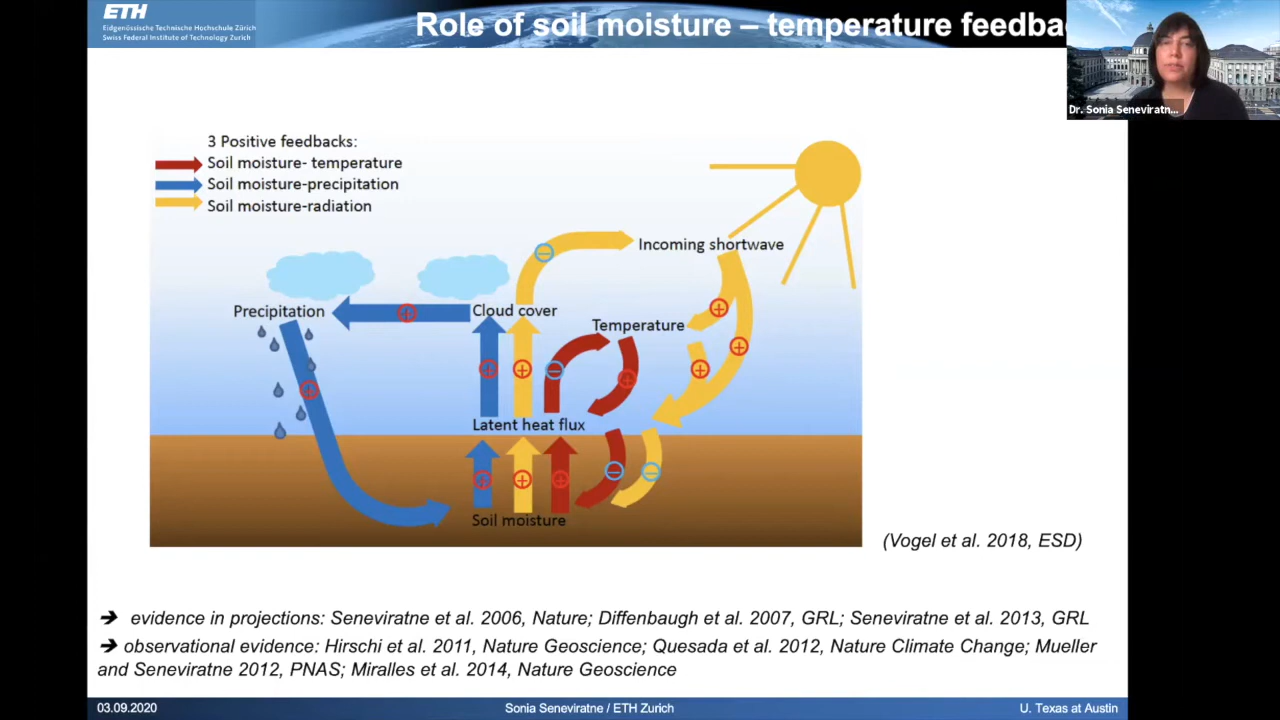 ETH
Eidgenössische Technische Hochschule Zürich
Swiss Federal Institute of Technology Zurich
Role of soil moisture – temperature feedba
Dr. Sonia Seneviratn...
3 Positive feedbacks:
Soil moisture- temperature
Soil moisture-precipitation
Soil moisture-radiation
Incoming shortwave
Precipitation
Cloud cover
Temperature
Latent heat flux
Soil moisture
(Vogel et al. 2018, ESD)
➔ evidence in projections: Seneviratne et al. 2006, Nature; Diffenbaugh et al. 2007, GRL; Seneviratne et al. 2013, GRL
➔ observational evidence: Hirschi et al. 2011, Nature Geoscience; Quesada et al. 2012, Nature Climate Change; Mueller
and Seneviratne 2012, PNAS; Miralles et al. 2014, Nature Geoscience
03.09.2020
Sonia Seneviratne / ETH Zurich
U. Texas at Austin